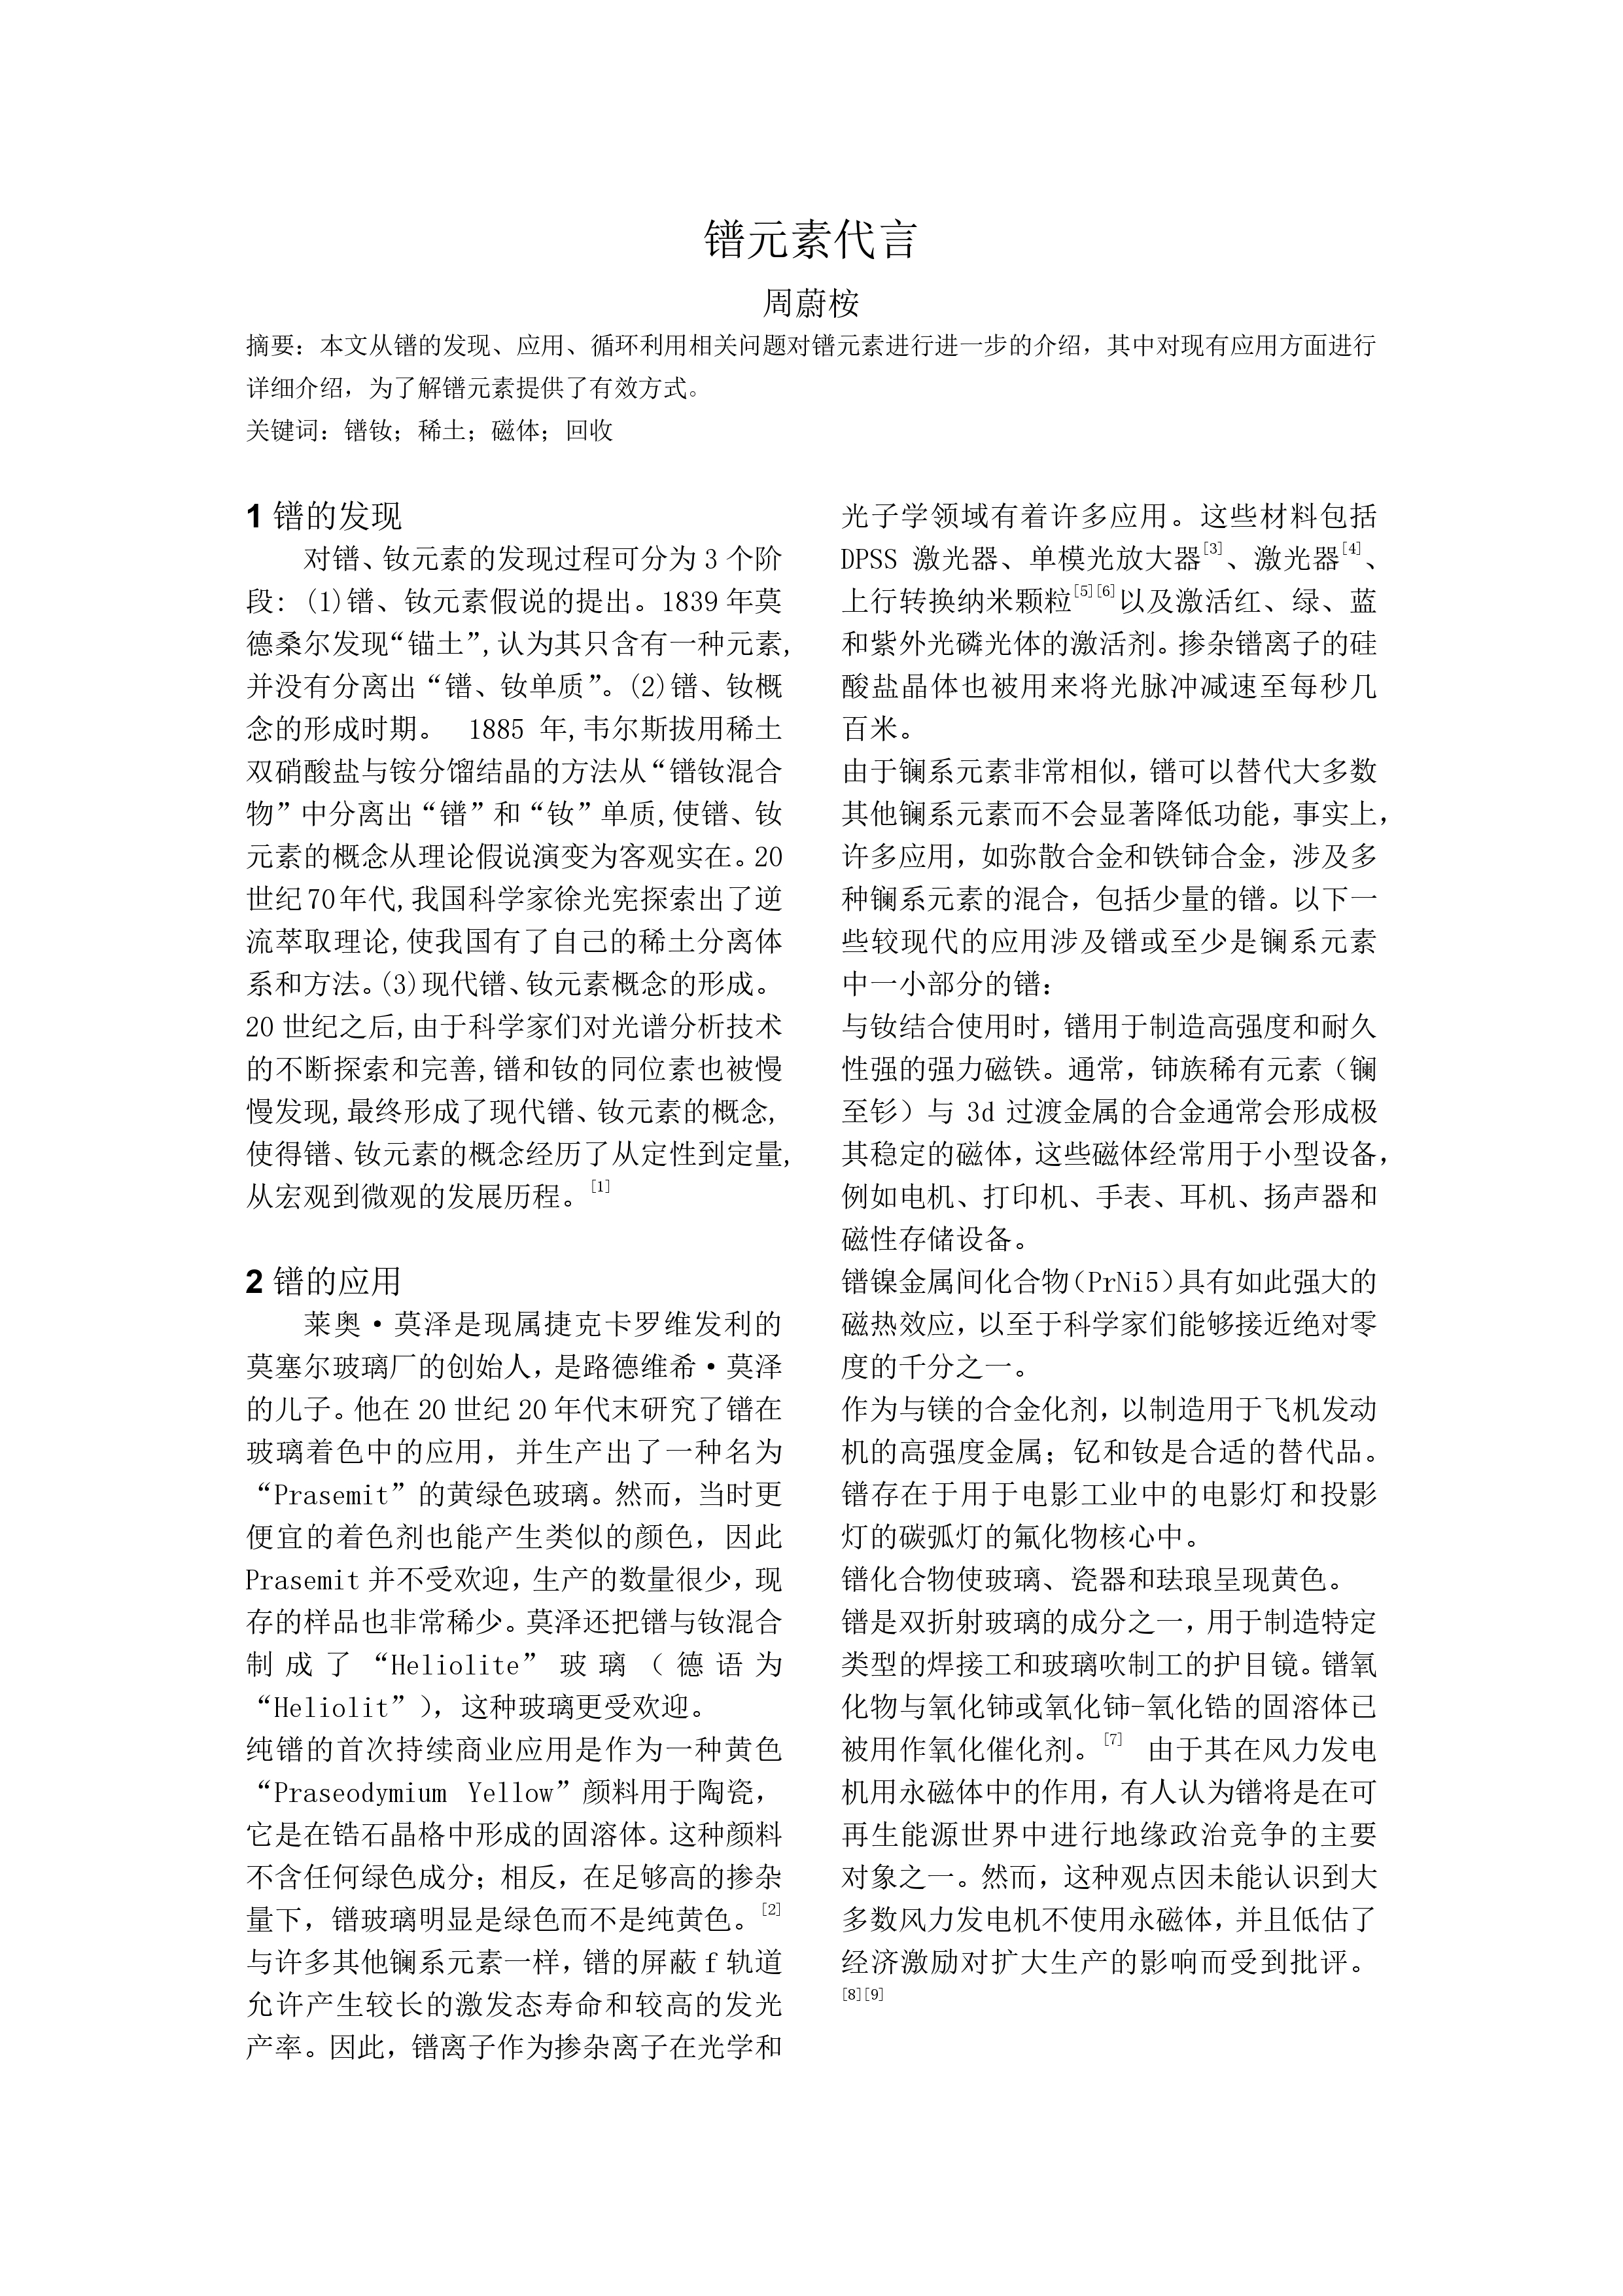 镨元素代言
周蔚桉
摘要：本文从镨的发现、应用、循环利用相关问题对镨元素进行进一步的介绍，其中对现有应用方面进行
详细介绍，为了解镨元素提供了有效方式。
关键词：镨钕；稀土；磁体；回收
1 镨的发现
对镨、钕元素的发现过程可分为 3 个阶
段: (1)镨、钕元素假说的提出。1839 年莫
德桑尔发现“锚土”,认为其只含有一种元素,
并没有分离出“镨、钕单质”。(2)镨、钕概
念的形成时期。 1885 年,韦尔斯拔用稀土
双硝酸盐与铵分馏结晶的方法从“镨钕混合
物”中分离出“镨”和“钕”单质,使镨、钕
元素的概念从理论假说演变为客观实在。20
世纪70年代,我国科学家徐光宪探索出了逆
流萃取理论,使我国有了自己的稀土分离体
系和方法。(3)现代镨、钕元素概念的形成。
20 世纪之后,由于科学家们对光谱分析技术
的不断探索和完善,镨和钕的同位素也被慢
慢发现,最终形成了现代镨、钕元素的概念,
使得镨、钕元素的概念经历了从定性到定量,
从宏观到微观的发展历程。[1]
2 镨的应用
莱奥·莫泽是现属捷克卡罗维发利的
莫塞尔玻璃厂的创始人，是路德维希·莫泽
的儿子。他在 20 世纪 20 年代末研究了镨在
玻璃着色中的应用，并生产出了一种名为
“Prasemit”的黄绿色玻璃。然而，当时更
便宜的着色剂也能产生类似的颜色，因此
Prasemit 并不受欢迎，生产的数量很少，现
存的样品也非常稀少。莫泽还把镨与钕混合
制成了“Heliolite”玻璃（德语为
“Heliolit”），这种玻璃更受欢迎。
纯镨的首次持续商业应用是作为一种黄色
“Praseodymium Yellow”颜料用于陶瓷，
它是在锆石晶格中形成的固溶体。这种颜料
不含任何绿色成分；相反，在足够高的掺杂
量下，镨玻璃明显是绿色而不是纯黄色。[2]
与许多其他镧系元素一样，镨的屏蔽 f 轨道
允许产生较长的激发态寿命和较高的发光
产率。因此，镨离子作为掺杂离子在光学和
光子学领域有着许多应用。这些材料包括
DPSS 激光器、单模光放大器[3]、激光器[4]、
上行转换纳米颗粒[5][6]以及激活红、绿、蓝
和紫外光磷光体的激活剂。掺杂镨离子的硅
酸盐晶体也被用来将光脉冲减速至每秒几
百米。
由于镧系元素非常相似，镨可以替代大多数
其他镧系元素而不会显著降低功能，事实上，
许多应用，如弥散合金和铁铈合金，涉及多
种镧系元素的混合，包括少量的镨。以下一
些较现代的应用涉及镨或至少是镧系元素
中一小部分的镨：
与钕结合使用时，镨用于制造高强度和耐久
性强的强力磁铁。通常，铈族稀有元素（镧
至钐）与 3d 过渡金属的合金通常会形成极
其稳定的磁体，这些磁体经常用于小型设备，
例如电机、打印机、手表、耳机、扬声器和
磁性存储设备。
镨镍金属间化合物（PrNi5）具有如此强大的
磁热效应，以至于科学家们能够接近绝对零
度的千分之一。
作为与镁的合金化剂，以制造用于飞机发动
机的高强度金属；钇和钕是合适的替代品。
镨存在于用于电影工业中的电影灯和投影
灯的碳弧灯的氟化物核心中。
镨化合物使玻璃、瓷器和珐琅呈现黄色。
镨是双折射玻璃的成分之一，用于制造特定
类型的焊接工和玻璃吹制工的护目镜。镨氧
化物与氧化铈或氧化铈-氧化锆的固溶体已
被用作氧化催化剂。[7] 由于其在风力发电
机用永磁体中的作用，有人认为镨将是在可
再生能源世界中进行地缘政治竞争的主要
对象之一。然而，这种观点因未能认识到大
多数风力发电机不使用永磁体，并且低估了
经济激励对扩大生产的影响而受到批评。
[8][9]